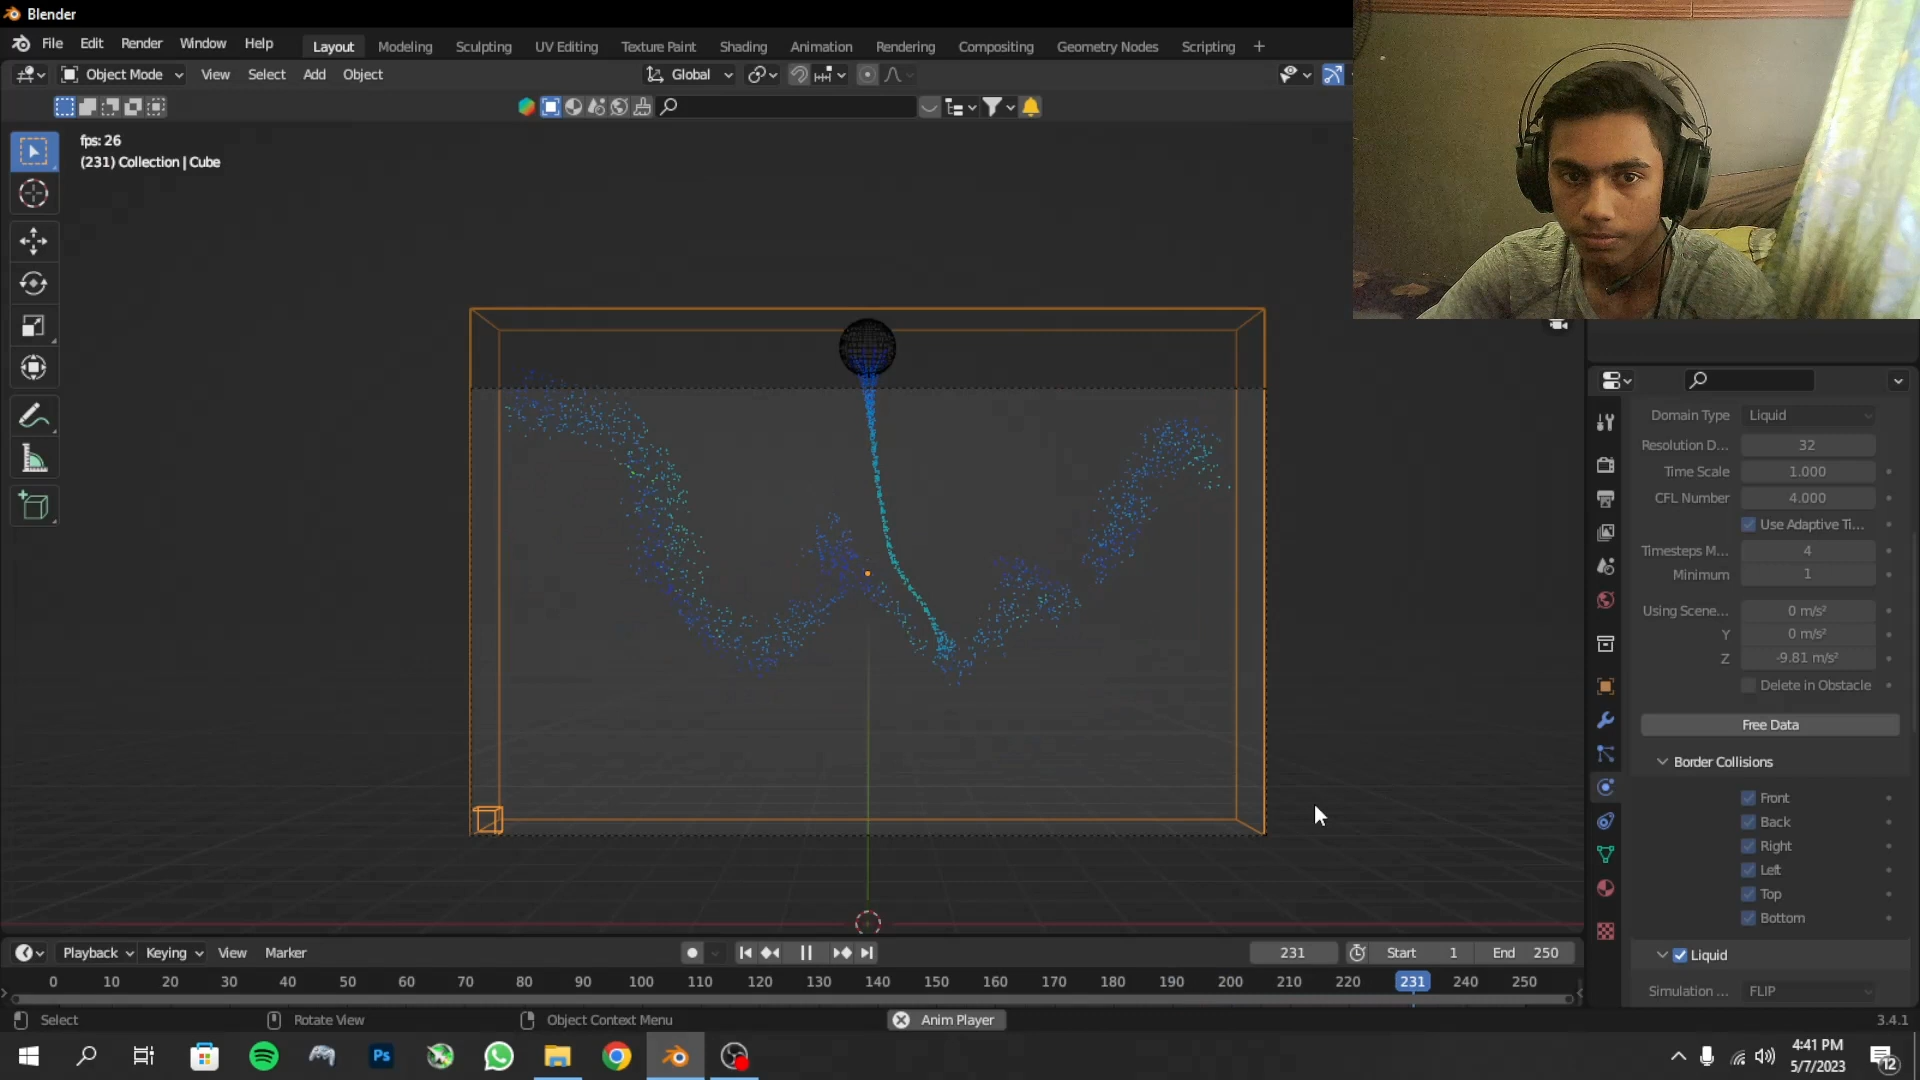 Blender
File Edit Render Window Help Layout Modeling Sculpting UV Editing Texture Paint Shading Animation Rendering Compositing Geometry Nodes Scripting +
Object Mode View Select Add Object Global
fps: 26
(231) Collection | Cube
Domain Type Liquid
Resolution D... 32
Time Scale 1.000
CFL Number 4.000
Use Adaptive Ti...
Timesteps M... 4
Minimum 1
Using Scene... 0 m/s²
Y 0 m/s²
Z -9.81 m/s²
Delete in Obstacle
Free Data
Border Collisions
Front
Back
Right
Left
Top
Bottom
Liquid
Simulation ... FLIP
Playback Keying View Marker 231 Start 1 End 250
0 10 20 30 40 50 60 70 80 90 100 110 120 130 140 150 160 170 180 190 200 210 220 231 240 250
Select Rotate View Object Context Menu Anim Player 3.4.1
Ps
4:41 PM
5/7/2023
12